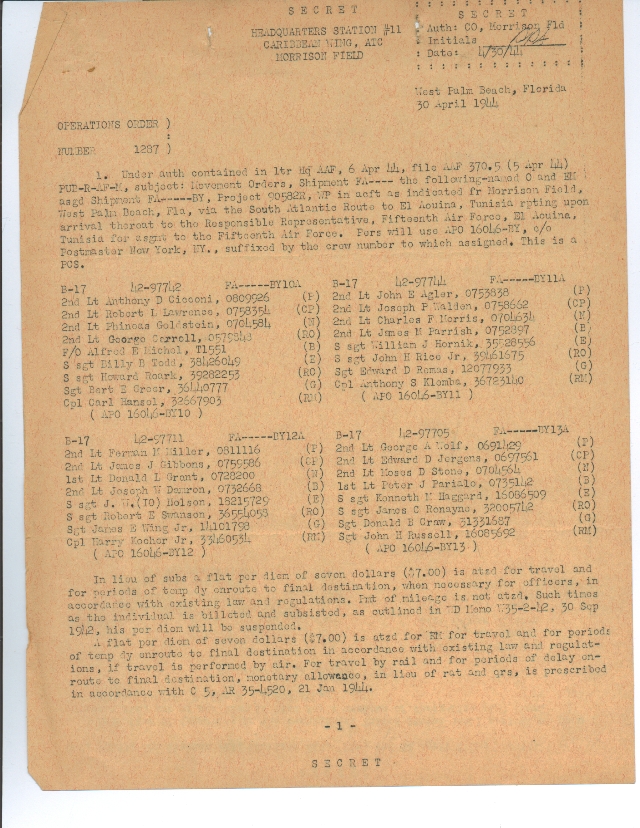 SECRET
HEADQUARTERS STATION #11
CARIBBEAN WING, ATC
MORRISON FIELD
SECRET
Auth: CO, Morrison Fld
Initials
Date: 4/30/44
West Palm Beach, Florida
30 April 1944
OPERATIONS ORDER )
:
NUMBER 1287 )
1. Under auth contained in ltr Hq AAF, 6 Apr 44, file AAF 370.5 (5 Apr 44)
PUD-R-AF-M, subject: Movement Orders, Shipment FA---- the following-named O and EM
asgd Shipment FA-----BY, Project 90582R, WP in acft as indicated fr Morrison Field,
West Palm Beach, Fla, via the South Atlantic Route to El Aouina, Tunizia rpting upon
arrival thereat to the Responsible Representative, Fifteenth Air Force, El Aouina,
Tunisia for asgmt to the Fifteenth Air Force. Pers will use APO 16046-BY, c/o
Postmaster New York, NY., suffixed by the crew number to which assigned. This is a
PCS.
B-17 42-97742 FA-----BY10A
2nd Lt Anthony D Cicconi, 0809926 (P)
2nd Lt Robert L Lawrence, 0758354 (CP)
2nd Lt Phineas Goldstein, 0704584 (N)
2nd Lt George Carroll, (B)
F/O Alfred E Michel, T1551 (B)
S sgt Billy B Todd, 38426049 (E)
S sgt Howard Roark, 39282253 (RO)
Sgt Bert E Greer, 36440777 (G)
Cpl Carl Hansel, 32667903 (RM)
( APO 16046-BY10 )
B-17 42-97744 FA-----BY11A
2nd Lt John E Agler, 0753838 (P)
2nd Lt Joseph F Walden, 0758662 (CP)
2nd Lt Charles F Norris, 0704634 (N)
2nd Lt James M Parrish, 0752897 (B)
S sgt William J Hornik, 35528556 (E)
S sgt John H Rice Jr, 39461675 (RO)
Sgt Edward D Romas, 12077933 (G)
Cpl Anthony S Klomba, 36723140 (RM)
( APO 16046-BY11 )
B-17 42-97711 FA-----BY12A
2nd Lt Ferman N Miller, 0811116 (P)
2nd Lt James J Gibbons, 0759586 (CP)
1st Lt Donald L Grant, 0728200 (N)
2nd Lt Joseph W Damron, 0732668 (B)
S sgt J. W.(IO) Holson, 18215729 (E)
S sgt Robert E Swanson, 36554058 (RO)
Sgt James E Wing Jr, 14101798 (G)
Cpl Harry Kocher Jr, 33460534 (RM)
( APO 16046-BY12 )
B-17 42-97705 FA-----BY13A
2nd Lt George A Wolf, 0691429 (P)
2nd Lt Edward D Jergens, 0697561 (CP)
2nd Lt Moses D Stone, 0704564 (N)
1st Lt Peter J Parialo, 0735142 (B)
S sgt Kenneth M Haggard, 16086509 (E)
S sgt James C Ronayne, 32005742 (RO)
Sgt Donald B Craw, 31331687 (G)
Sgt John H Russell, 16085692 (RM)
( APO 16046-BY13 )
In lieu of subs a flat per diem of seven dollars ($7.00) is atzd for travel and
for periods of temp dy enroute to final destination, when necessary for officers, in
accordance with existing law and regulations. Pmt of mileage is not atzd. Such times
as the individual is billeted and subsisted, as outlined in WD Memo W35-2-42, 30 Sep
1942, his per diem will be suspended.
A flat per diem of seven dollars ($7.00) is atzd for EM for travel and for periods
of temp dy enroute to final destination in accordance with existing law and regulat-
ions, if travel is performed by air. For travel by rail and for periods of delay en-
route to final destination, monetary allowance, in lieu of rat and qrs, is prescribed
in accordance with C 5, AR 35-4520, 21 Jan 1944.
- 1 -
SECRET